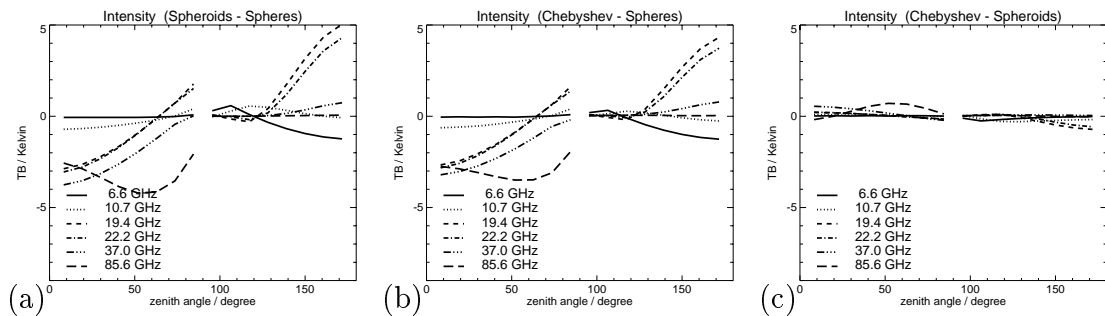 Intensity (Spheroids - Spheres)
5
0
-5
TB / Kelvin
6.6 GHz
10.7 GHz
19.4 GHz
22.2 GHz
37.0 GHz
85.6 GHz
0 50 100 150
zenith angle / degree
(a)
Intensity (Chebyshev - Spheres)
5
0
-5
TB / Kelvin
6.6 GHz
10.7 GHz
19.4 GHz
22.2 GHz
37.0 GHz
85.6 GHz
0 50 100 150
zenith angle / degree
(b)
Intensity (Chebyshev - Spheroids)
5
0
-5
TB / Kelvin
6.6 GHz
10.7 GHz
19.4 GHz
22.2 GHz
37.0 GHz
85.6 GHz
0 50 100 150
zenith angle / degree
(c)